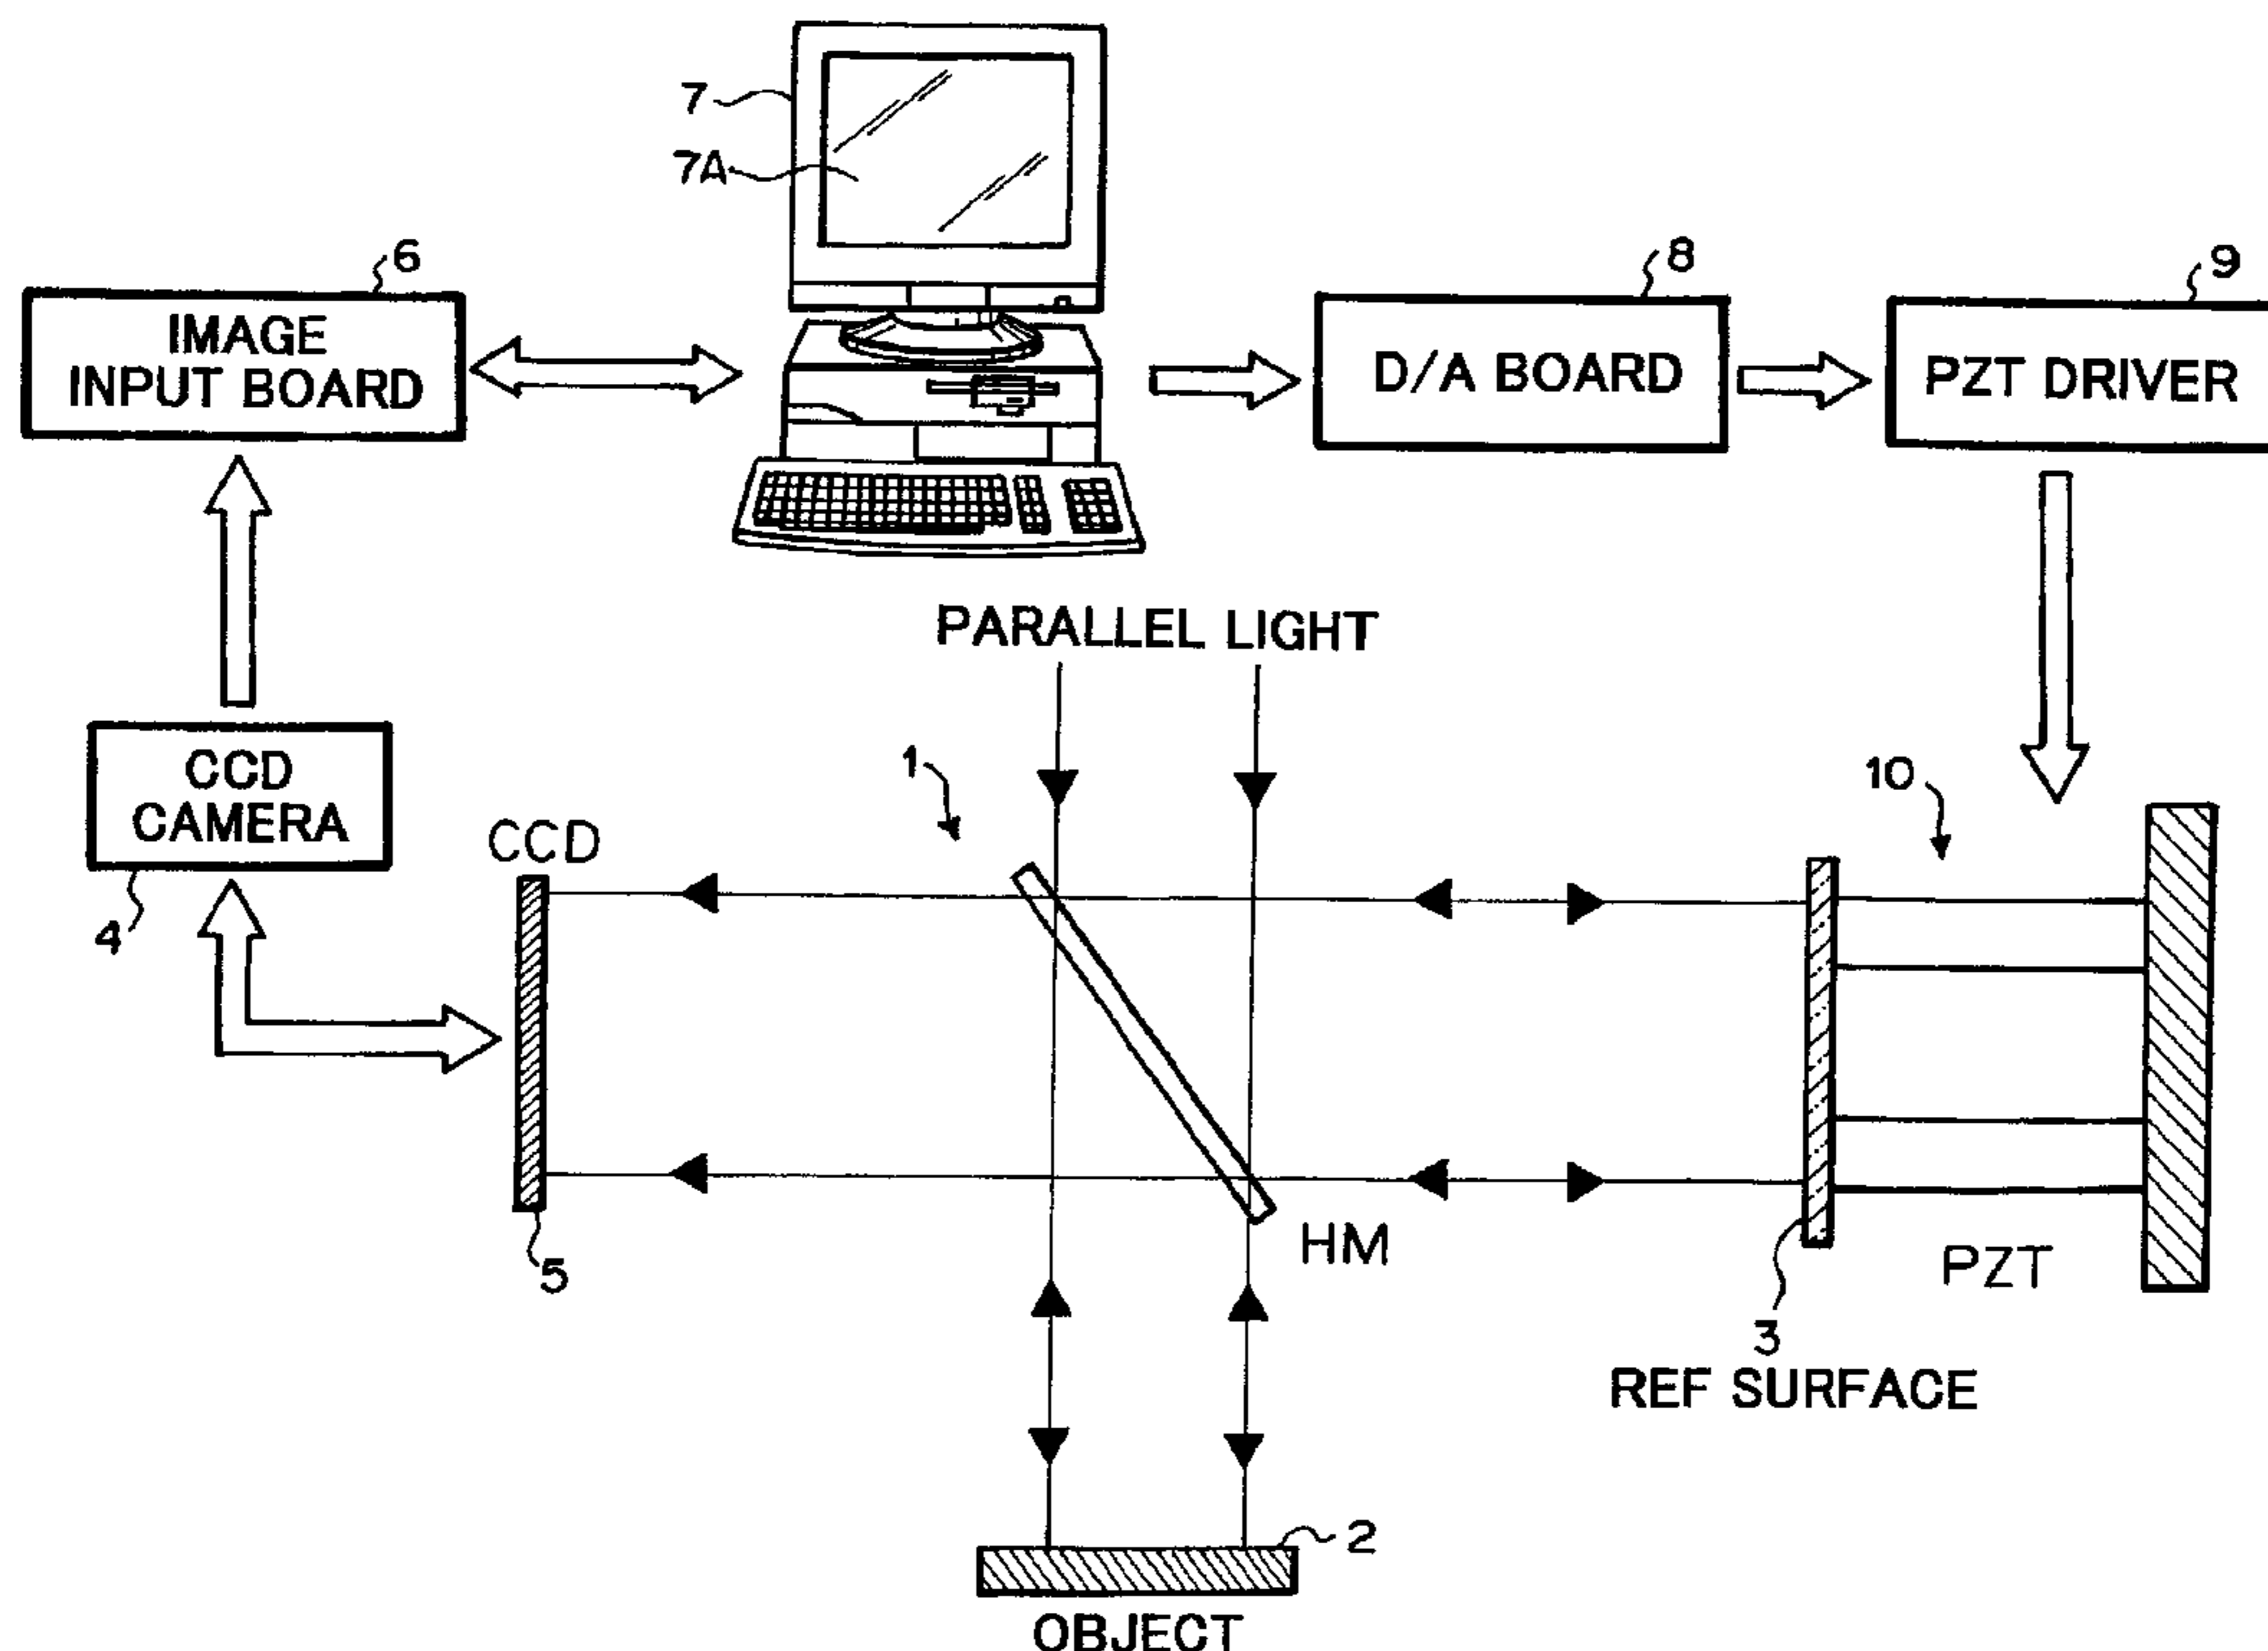 7
7A
6
IMAGE
INPUT BOARD
8
D/A BOARD
9
PZT DRIVER
PARALLEL LIGHT
CCD
CAMERA
4
1
10
CCD
5
HM
PZT
3
REF SURFACE
2
OBJECT